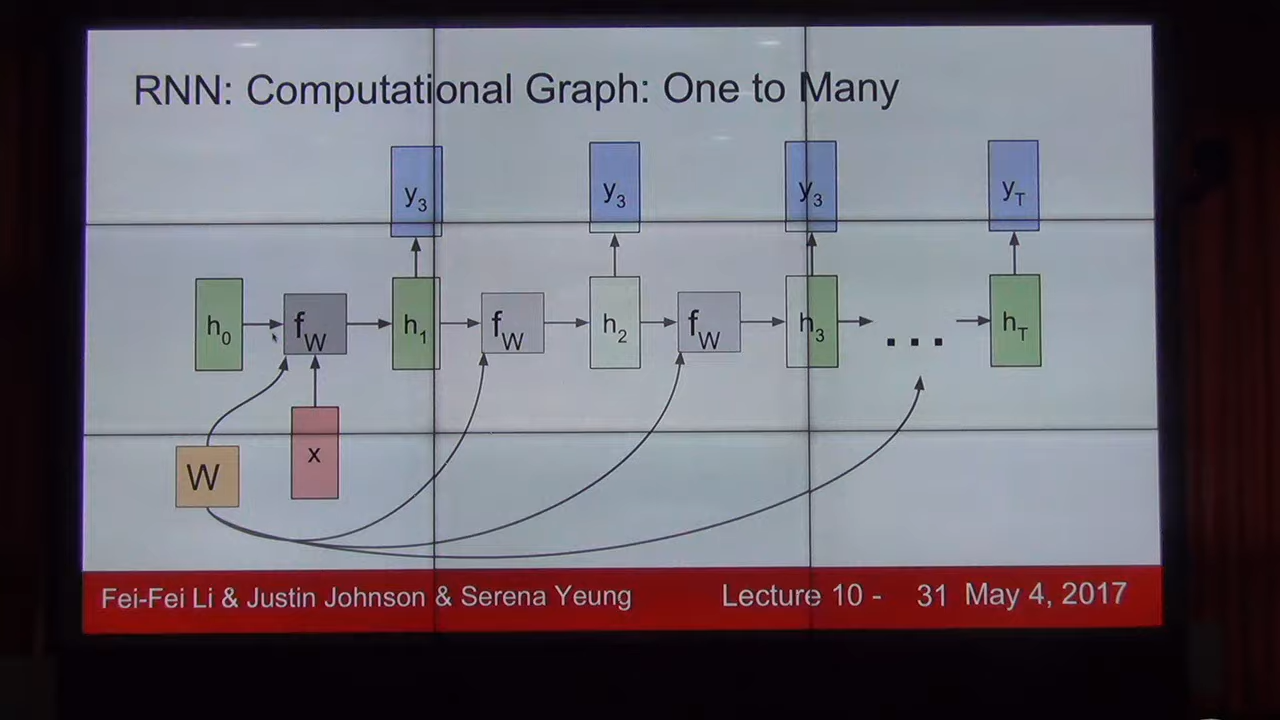 RNN: Computational Graph: One to Many
y3 y3 y3 yT
h0 fW h1 fW h2 fW h3 ... hT
W x
Fei-Fei Li & Justin Johnson & Serena Yeung Lecture 10 - 31 May 4, 2017